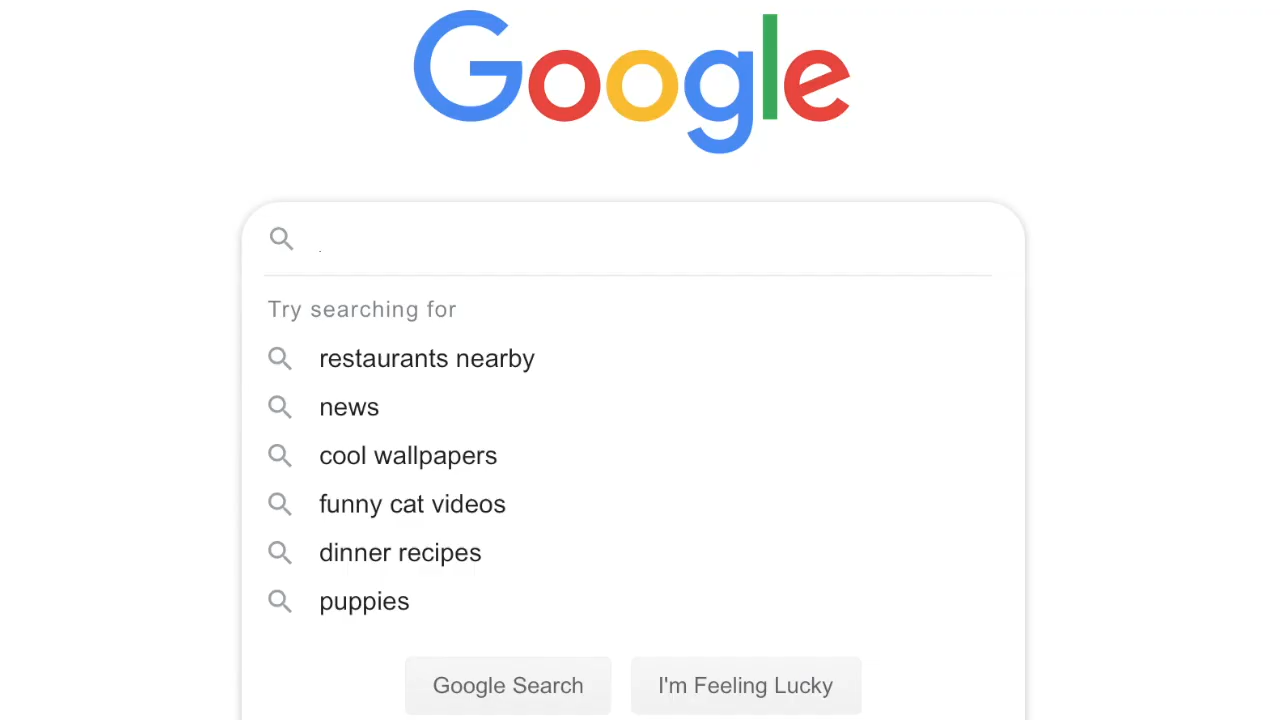 Google
Try searching for
restaurants nearby
news
cool wallpapers
funny cat videos
dinner recipes
puppies
Google Search
I'm Feeling Lucky